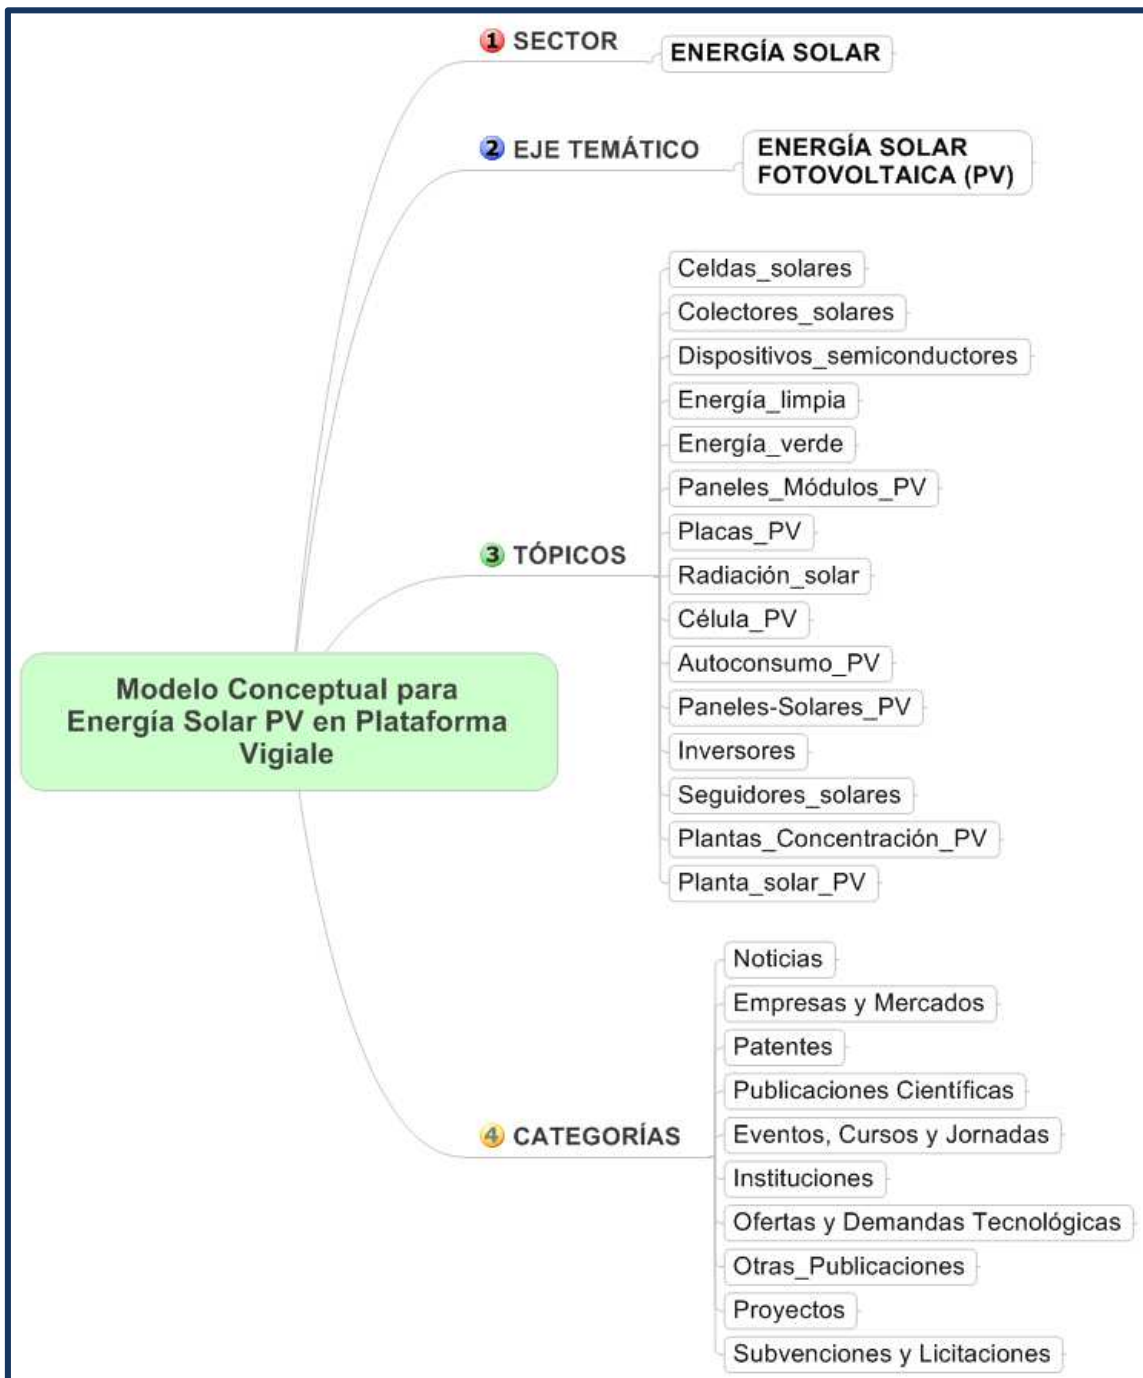 1 SECTOR
ENERGÍA SOLAR
2 EJE TEMÁTICO
ENERGÍA SOLAR
FOTOVOLTAICA (PV)
3 TÓPICOS
Celdas_solares
Colectores_solares
Dispositivos_semiconductores
Energía_limpia
Energía_verde
Paneles_Módulos_PV
Placas_PV
Radiación_solar
Célula_PV
Autoconsumo_PV
Paneles-Solares_PV
Inversores
Seguidores_solares
Plantas_Concentración_PV
Planta_solar_PV
Modelo Conceptual para
Energía Solar PV en Plataforma
Vigiale
4 CATEGORÍAS
Noticias
Empresas y Mercados
Patentes
Publicaciones Científicas
Eventos, Cursos y Jornadas
Instituciones
Ofertas y Demandas Tecnológicas
Otras_Publicaciones
Proyectos
Subvenciones y Licitaciones